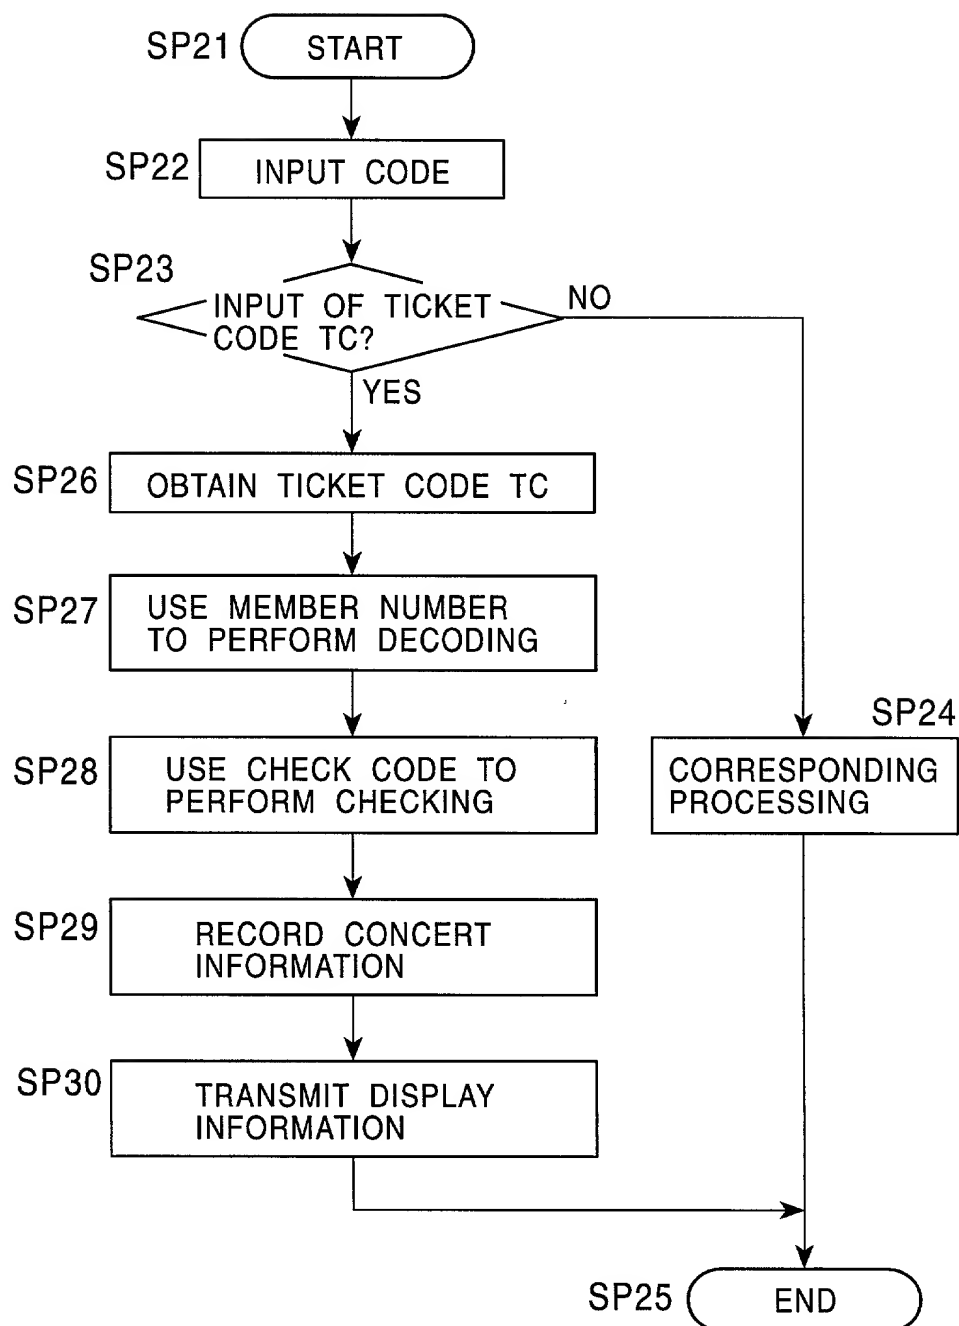 SP21 START
SP22 INPUT CODE
SP23
INPUT OF TICKET
CODE TC?
NO
YES
SP26 OBTAIN TICKET CODE TC
SP27 USE MEMBER NUMBER
TO PERFORM DECODING
SP24
SP28 USE CHECK CODE TO
PERFORM CHECKING
CORRESPONDING
PROCESSING
SP29 RECORD CONCERT
INFORMATION
SP30 TRANSMIT DISPLAY
INFORMATION
SP25 END